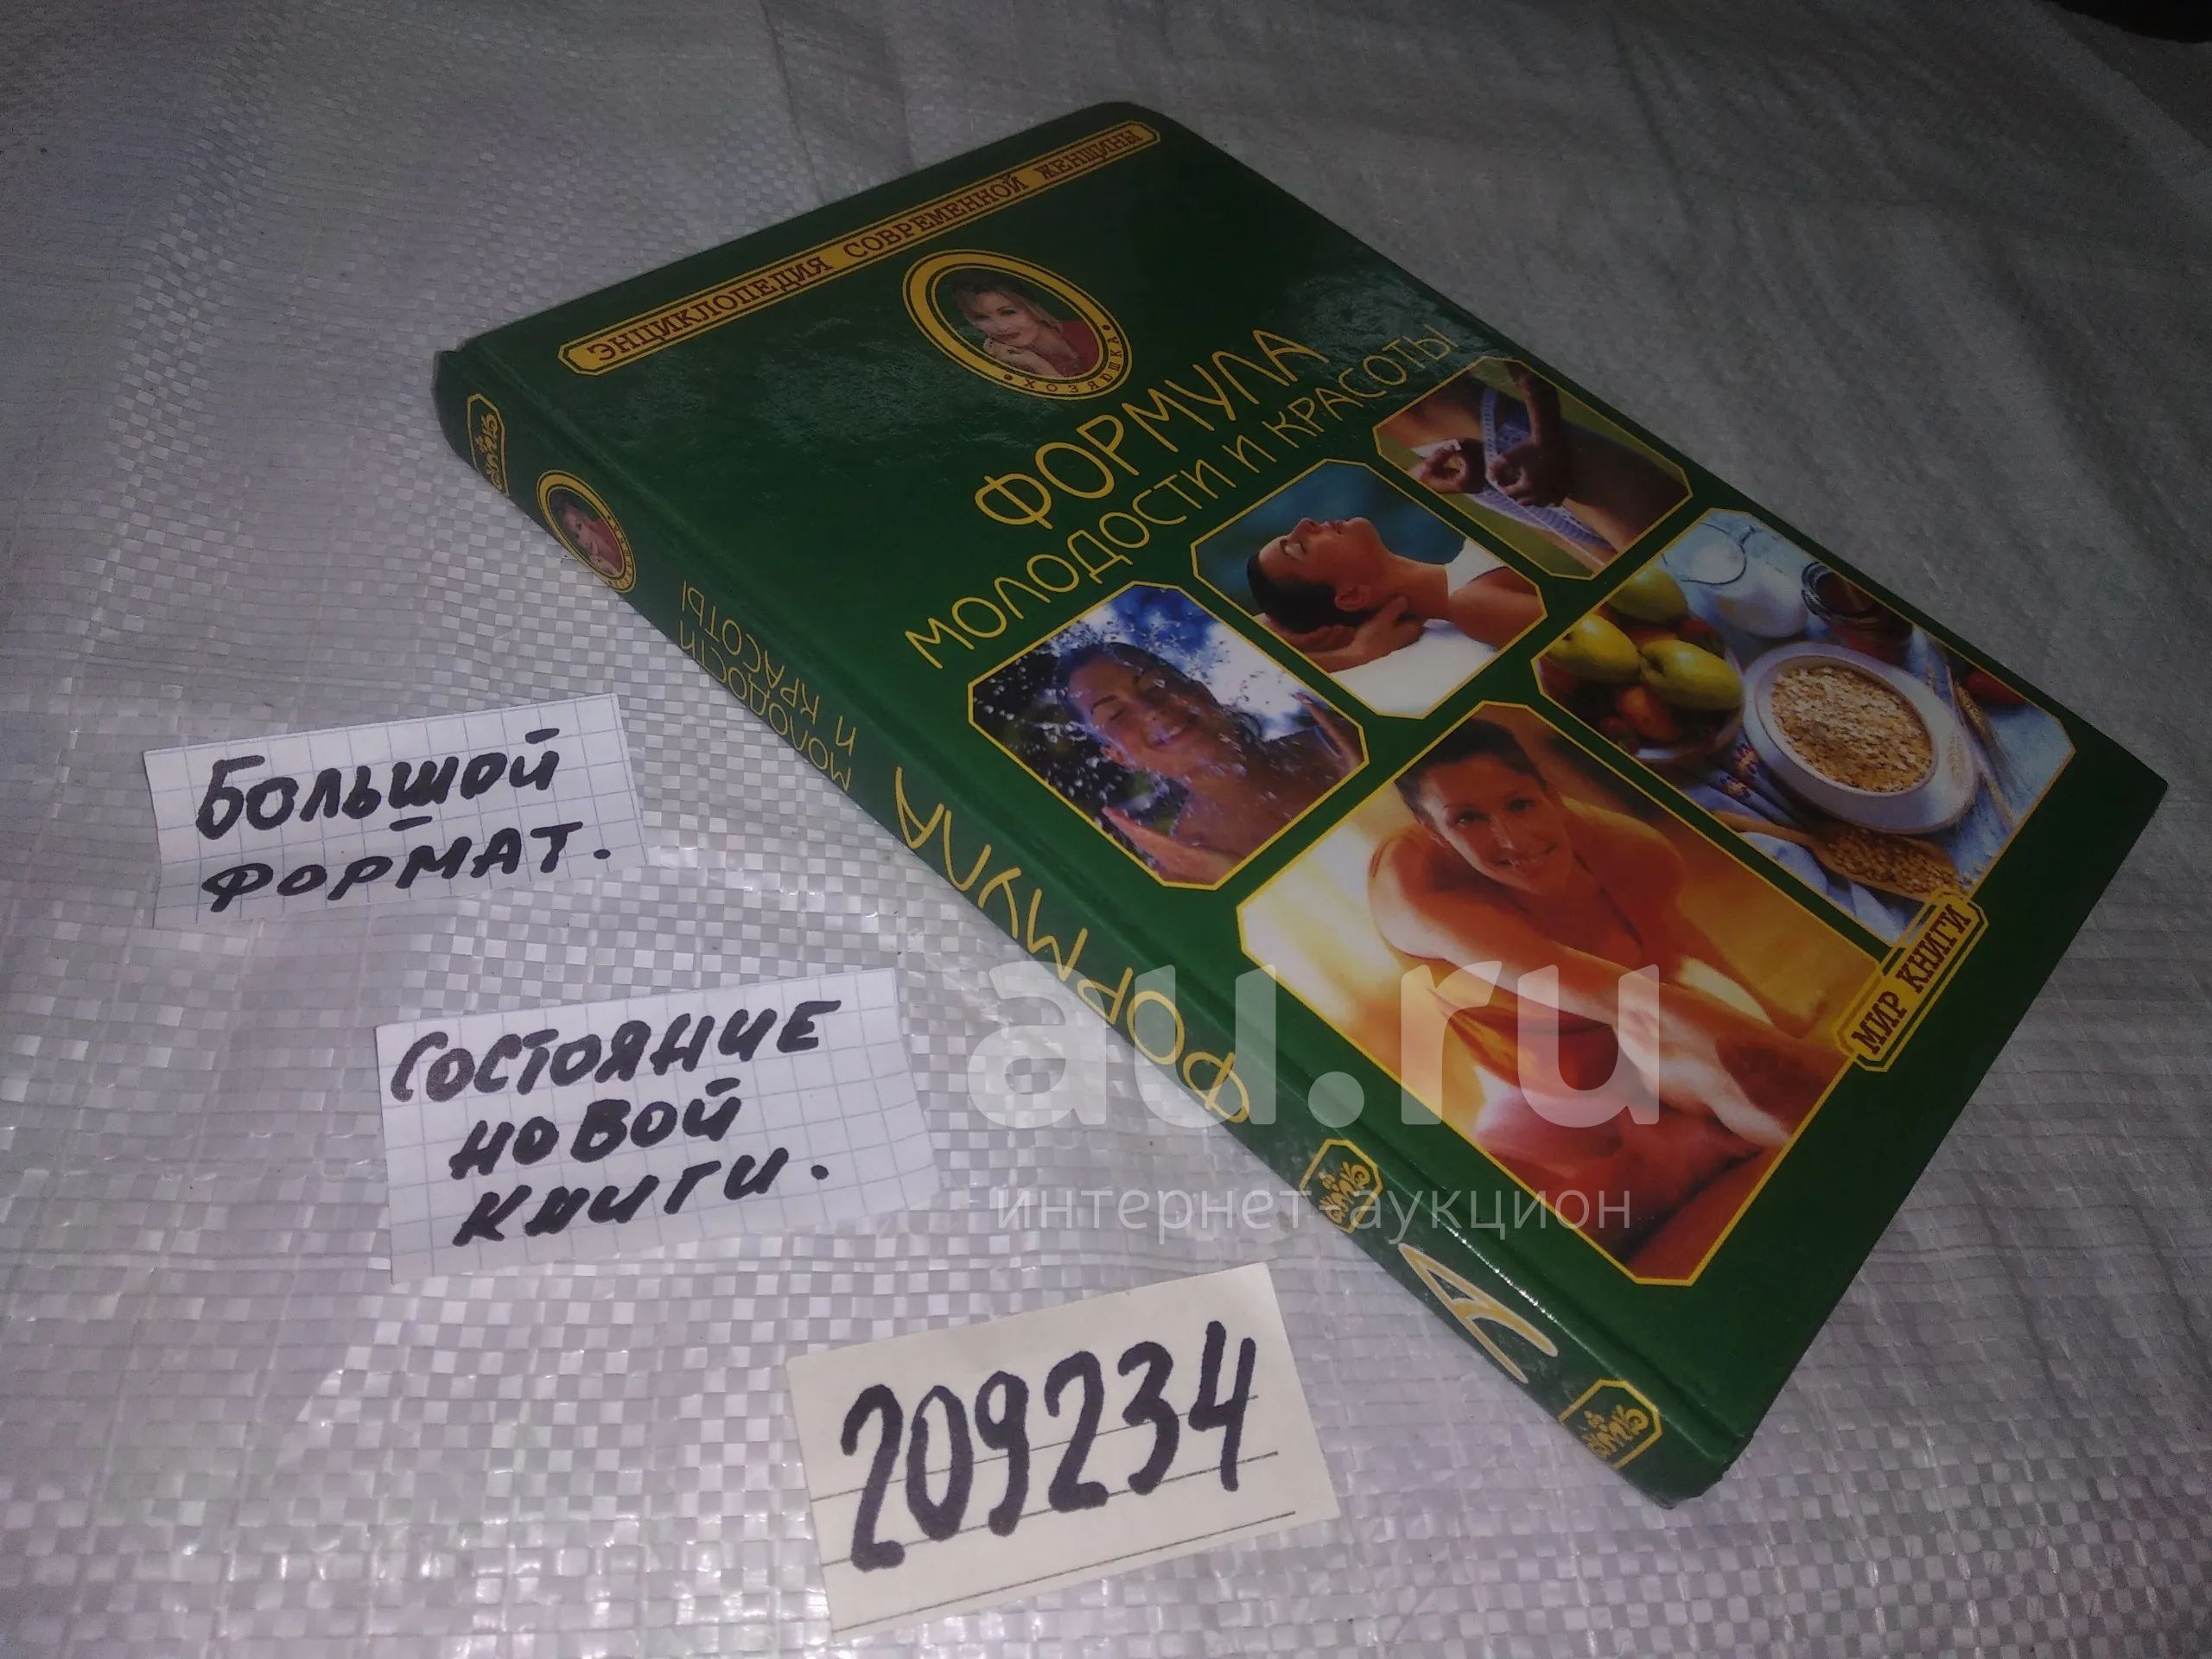 ЭНЦИКЛОПЕДИЯ СОВРЕМЕННОЙ ЖЕНЩИНЫ
ХОЗЯЮШКА
ФОРМУЛА
МОЛОДОСТИ И КРАСОТЫ
МИР КНИГИ
ФОРМУЛА
МОЛОДОСТИ
И КРАСОТЫ
БОЛЬШОЙ
ФОРМАТ.
СОСТОЯНИЕ
НОВОЙ
КНИГИ.
209234
au.ru
интернет-аукцион